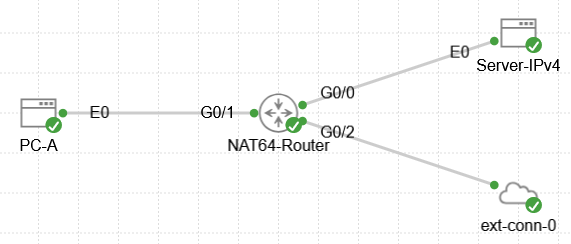 E0
Server-IPv4
G0/0
E0
G0/1
PC-A
NAT64-Router
G0/2
ext-conn-0